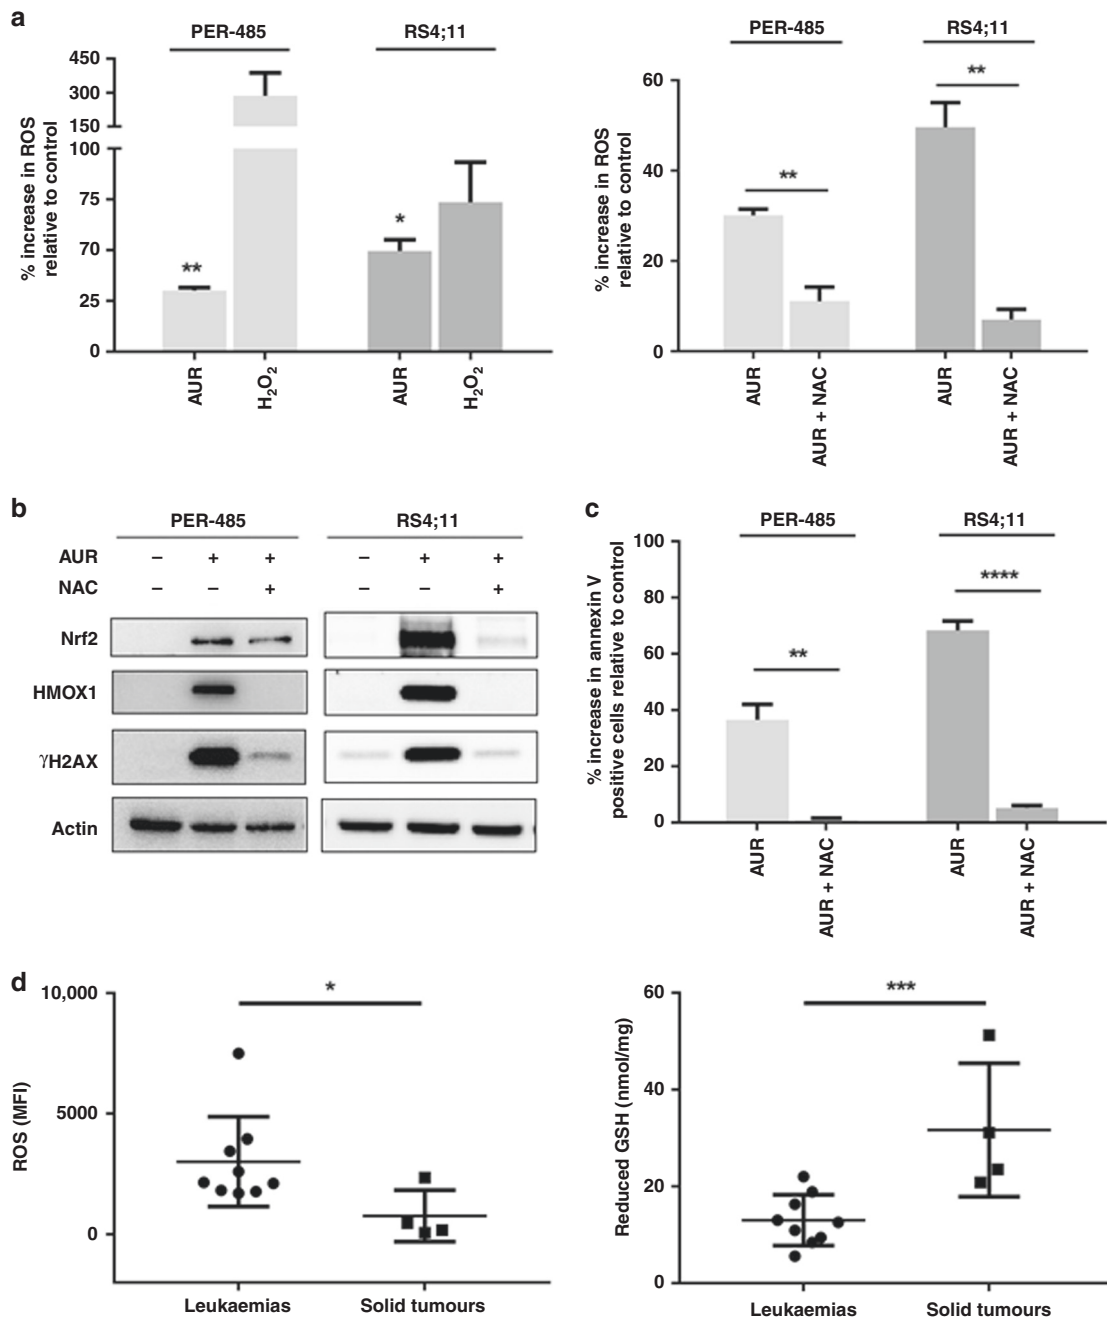 a
PER-485
RS4;11
% increase in ROS
relative to control
450
300
150
100
75
70
25
0
**
*
AUR
H2O2
AUR
H2O2
PER-485
RS4;11
% increase in ROS
relative to control
60
40
20
0
**
**
AUR
AUR + NAC
AUR
AUR + NAC
b
PER-485
RS4;11
AUR – + + – + +
NAC – – + – – +
Nrf2
HMOX1
γH2AX
Actin
c
PER-485
RS4;11
% increase in annexin V
positive cells relative to control
100
80
60
40
20
0
**
****
AUR
AUR + NAC
AUR
AUR + NAC
d
ROS (MFI)
10,000
5000
0
*
Leukaemias
Solid tumours
Reduced GSH (nmol/mg)
60
40
20
0
***
Leukaemias
Solid tumours